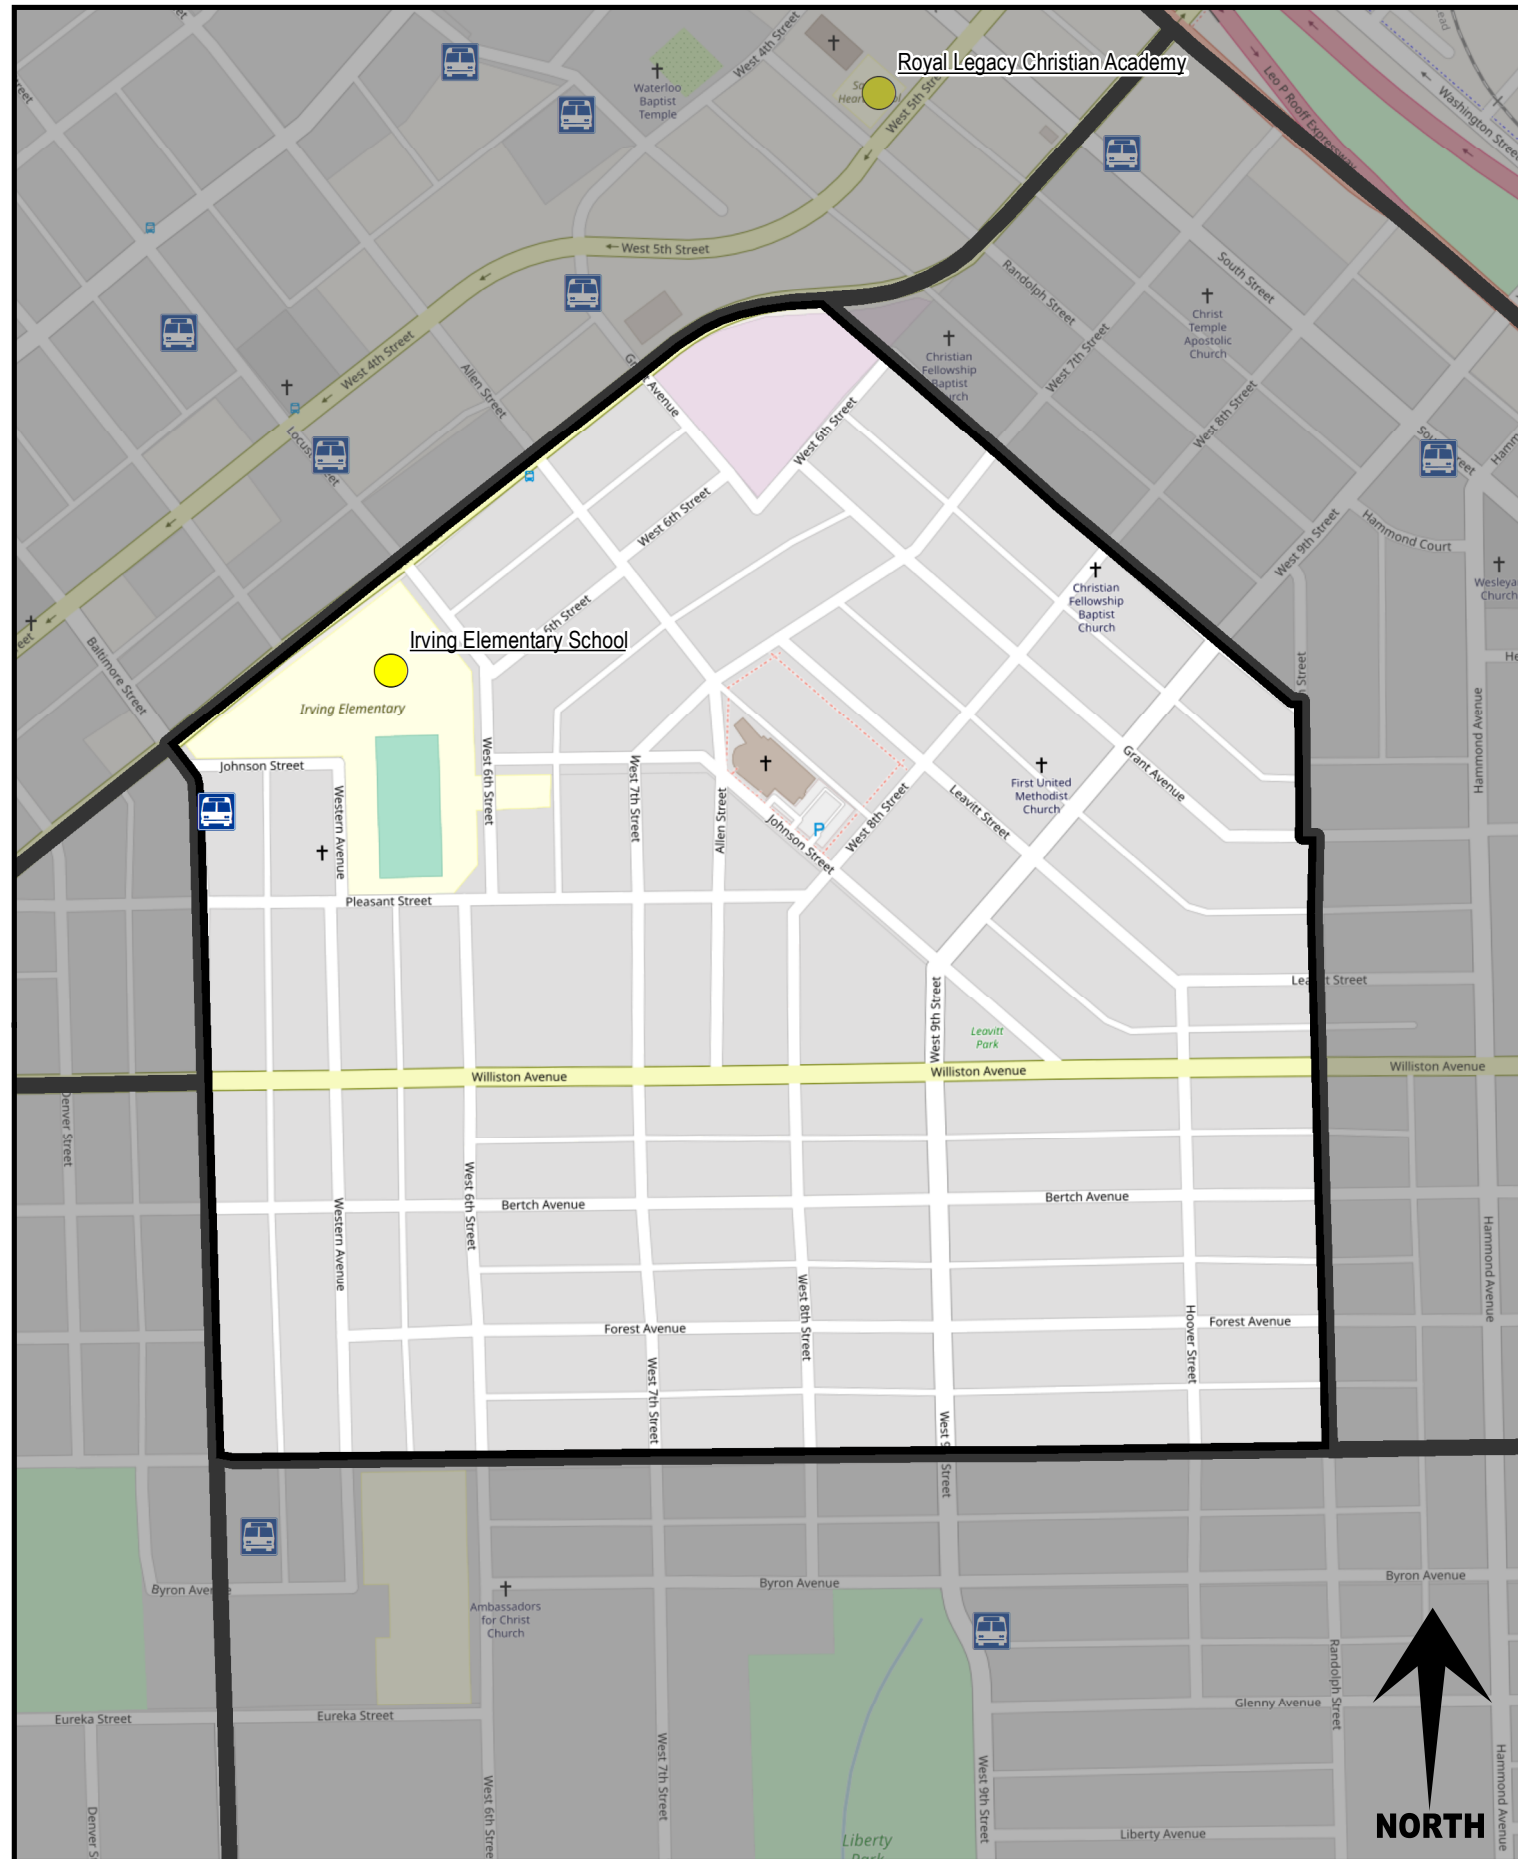 Royal Legacy Christian Academy
West 4th Street
Waterloo
Baptist
Temple
West 5th Street
Leo P Rooff Expressway
Washington Street
West 5th Street
South Street
Randolph Street
Christ
Temple
Apostolic
Church
Christian
Fellowship
Baptist
West 7th Street
West 4th Street
Allen Street
West 8th Street
West 6th Street
West 6th Street
West 9th Street
Hammond Court
Christian
Fellowship
Baptist
Church
6th Street
Irving Elementary School
Irving Elementary
Baltimore Street
Hammond Avenue
Johnson Street
West 6th Street
West 7th Street
Western Avenue
Allen Street
P
Johnson Street
West 8th Street
Leavitt Street
First United
Methodist
Church
Grant Avenue
Pleasant Street
West 9th Street
Leavitt
Park
Williston Avenue
Williston Avenue
Williston Avenue
Denver Street
West 6th Street
Western Avenue
Bertch Avenue
Bertch Avenue
Hammond Avenue
West 8th Street
Hoover Street
Forest Avenue
Forest Avenue
West 7th Street
Byron Avenue
Byron Avenue
Ambassadors
for Christ
Church
Randolph Street
Glenny Avenue
Eureka Street
Eureka Street
West 7th Street
West 6th Street
West 9th Street
Hammond Avenue
Liberty Avenue
Liberty
Park
NORTH